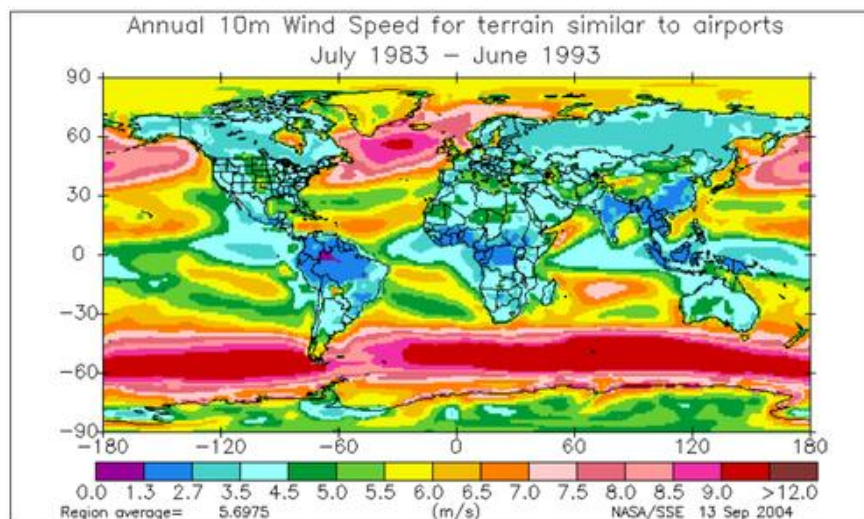 Annual 10m Wind Speed for terrain similar to airports
July 1983 – June 1993
90
60
30
0
-30
-60
-90
-180 -120 -60 0 60 120 180
0.0 1.3 2.7 3.5 4.5 5.0 5.5 6.0 6.5 7.0 7.5 8.0 8.5 9.0 >12.0
Region average= 5.6975 (m/s) NASA/SSE 13 Sep 2004